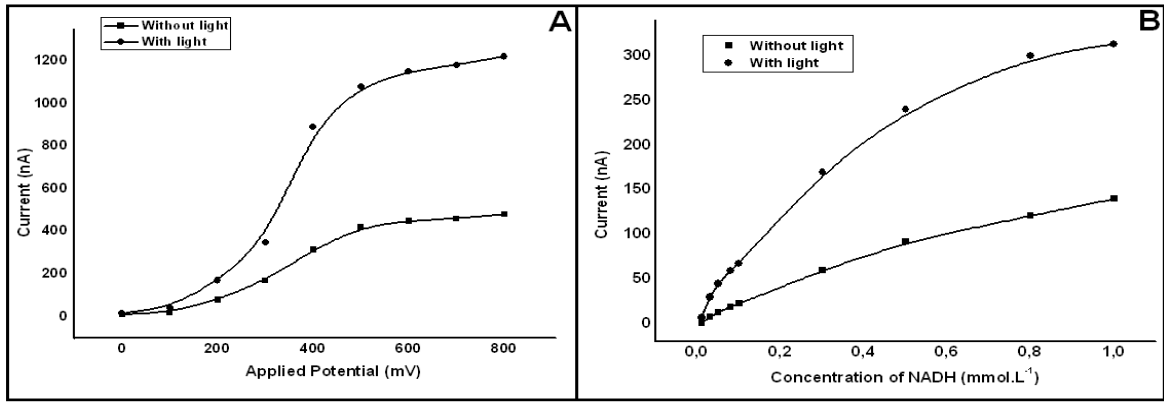 A
Without light
With light
1200
1000
800
600
400
200
0
Current (nA)
0
200
400
600
800
Applied Potential (mV)
B
Without light
With light
300
250
200
150
100
50
0
Current (nA)
0,0
0,2
0,4
0,6
0,8
1,0
Concentration of NADH (mmol.L⁻¹)